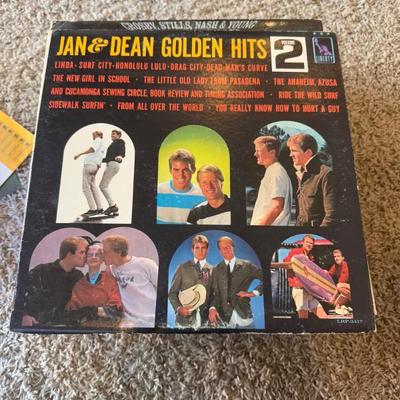 CROSBY, STILLS, NASH & YOUNG
JAN & DEAN GOLDEN HITS VOLUME 2
LIBERTY
LINDA · SURF CITY · HONOLULU LULU · DRAG CITY · DEAD MAN'S CURVE
THE NEW GIRL IN SCHOOL · THE LITTLE OLD LADY FROM PASADENA · THE ANAHEIM, AZUSA
AND CUCAMONGA SEWING CIRCLE, BOOK REVIEW AND TIMING ASSOCIATION · RIDE THE WILD SURF
SIDEWALK SURFIN' · FROM ALL OVER THE WORLD · YOU REALLY KNOW HOW TO HURT A GUY
LRP-3417